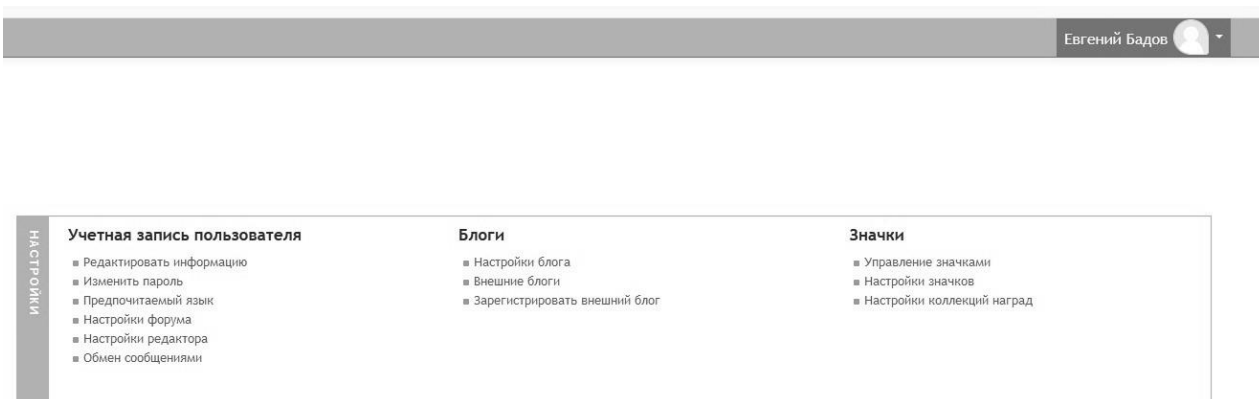 Евгений Бадов
НАСТРОЙКИ
Учетная запись пользователя
Редактировать информацию
Изменить пароль
Предпочитаемый язык
Настройки форума
Настройки редактора
Обмен сообщениями
Блоги
Настройки блога
Внешние блоги
Зарегистрировать внешний блог
Значки
Управление значками
Настройки значков
Настройки коллекций наград